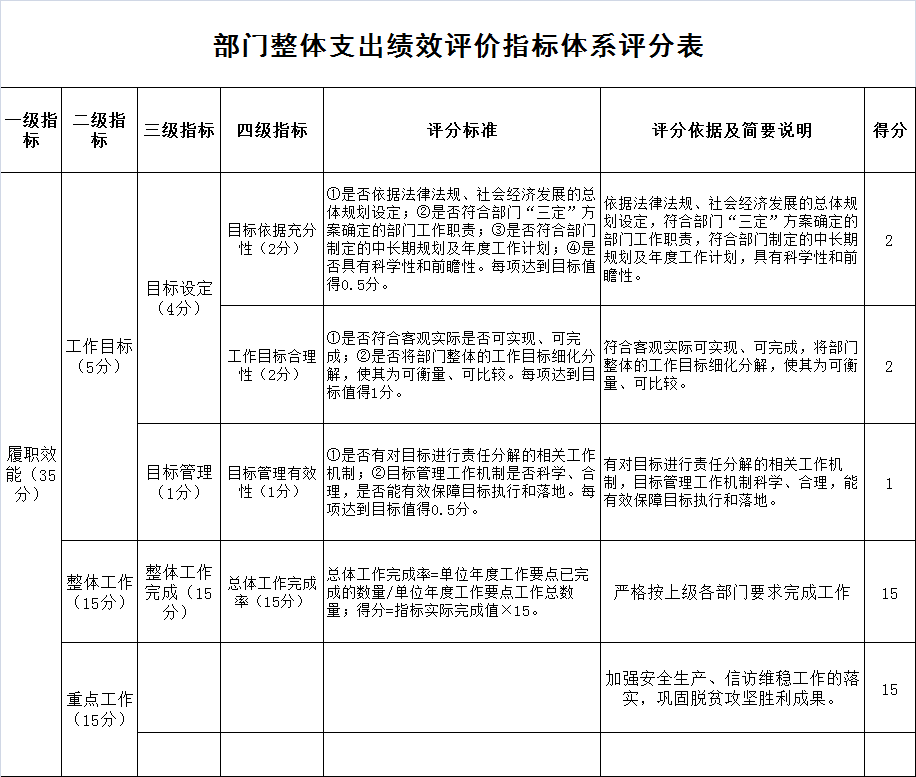 部门整体支出绩效评价指标体系评分表
一级指
标
二级指
标
三级指标
四级指标
评分标准
评分依据及简要说明
得分
履职效
能（35
分）
工作目标
（5分）
目标设定
（4分）
目标依据充分
性（2分）
①是否依据法律法规、社会经济发展的总
体规划设定；②是否符合部门“三定”方
案确定的部门工作职责；③是否符合部门
制定的中长期规划及年度工作计划；④是
否具有科学性和前瞻性。每项达到目标值
得0.5分。
依据法律法规、社会经济发展的总体规
划设定，符合部门“三定”方案确定的
部门工作职责，符合部门制定的中长期
规划及年度工作计划，具有科学性和前
瞻性。
2
工作目标合理
性（2分）
①是否符合客观实际是否可实现、可完
成；②是否将部门整体的工作目标细化分
解，使其为可衡量、可比较。每项达到目
标值得1分。
符合客观实际可实现、可完成，将部门
整体的工作目标细化分解，使其为可衡
量、可比较。
2
目标管理
（1分）
目标管理有效
性（1分）
①是否有对目标进行责任分解的相关工作
机制；②目标管理工作机制是否科学、合
理，是否能有效保障目标执行和落地。每
项达到目标值得0.5分。
有对目标进行责任分解的相关工作机
制，目标管理工作机制科学、合理，能
有效保障目标执行和落地。
1
整体工作
（15分）
整体工作
完成（15
分）
总体工作完成
率（15分）
总体工作完成率=单位年度工作要点已完
成的数量/单位年度工作要点工作总数
量；得分=指标实际完成值×15。
严格按上级各部门要求完成工作
15
重点工作
（15分）
加强安全生产、信访维稳工作的落
实，巩固脱贫攻坚胜利成果。
15